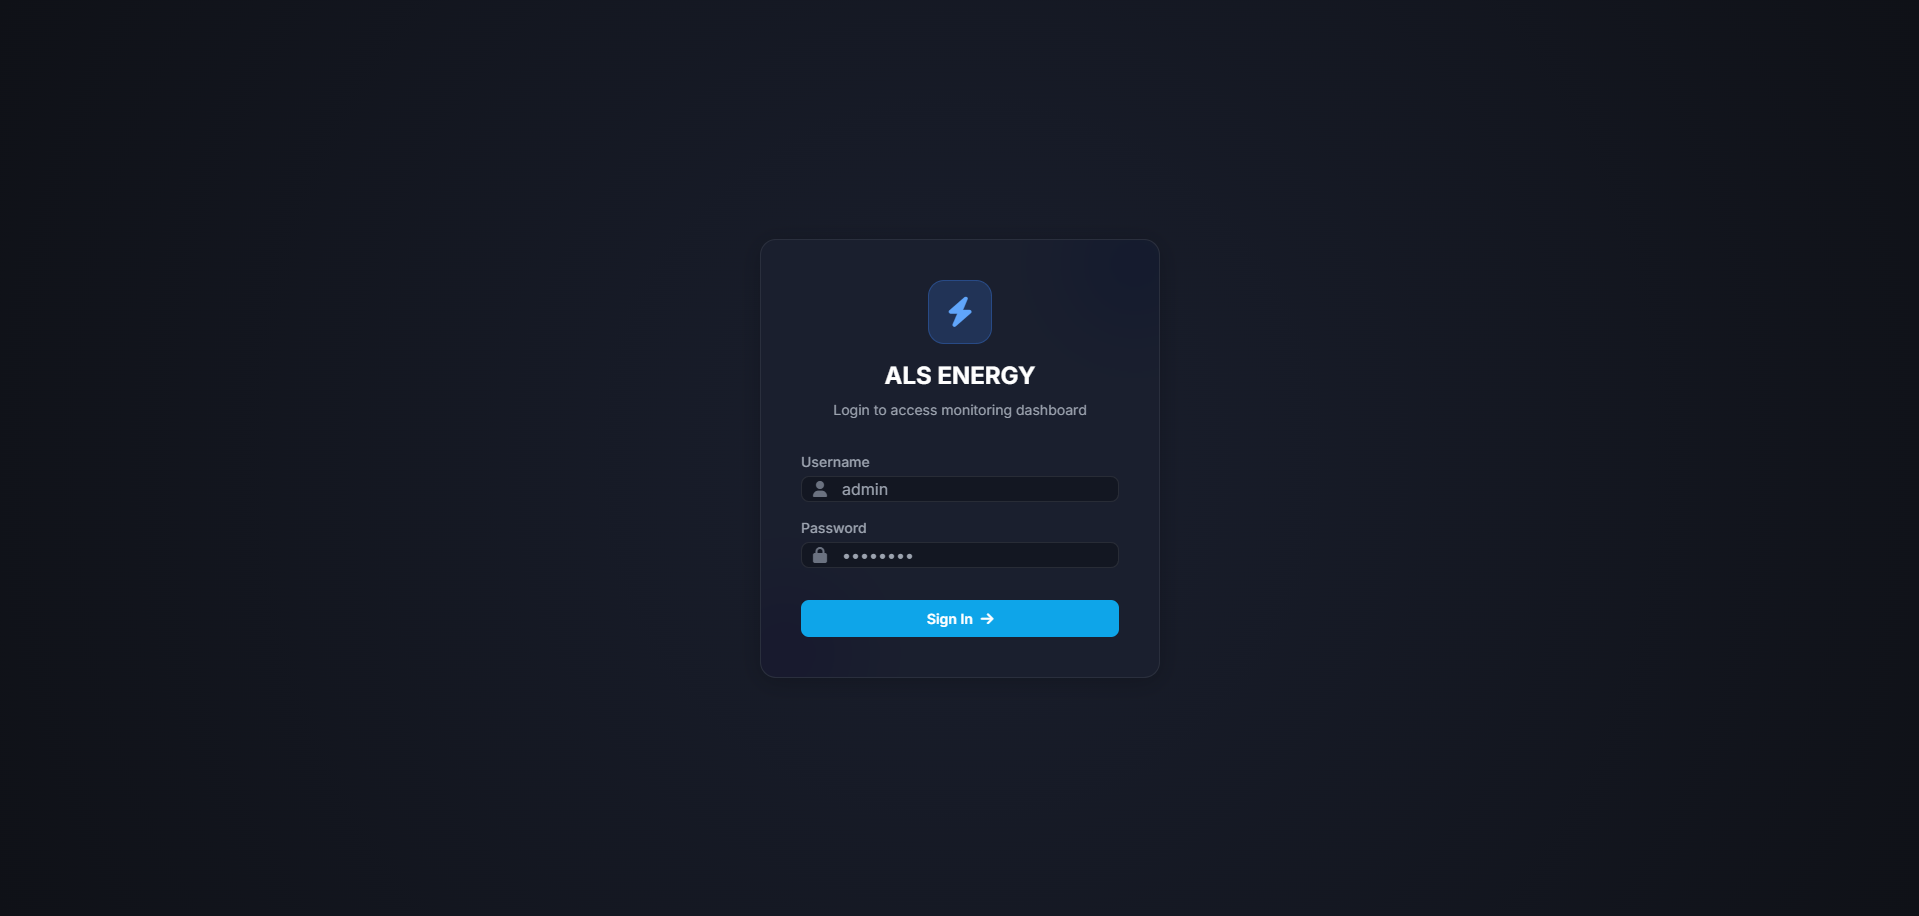 ALS ENERGY
Login to access monitoring dashboard
Username
admin
Password
••••••••
Sign In →